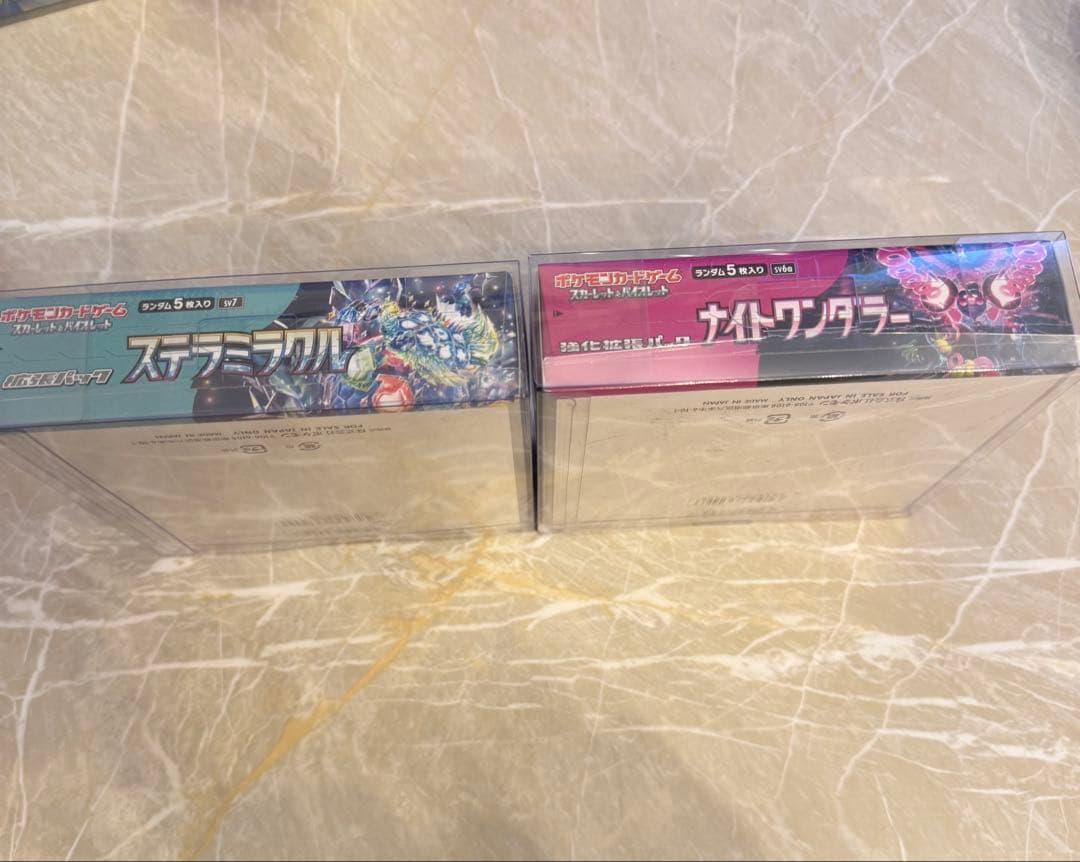 ポケモンカードゲーム
スカーレット&バイオレット
ランダム5枚入り sv7
拡張パック
ステラミラクル
FOR SALE IN JAPAN ONLY MADE IN JAPAN
ポケモンカードゲーム
スカーレット&バイオレット
ランダム5枚入り sv6a
強化拡張パック
ナイトワンダラー
FOR SALE IN JAPAN ONLY MADE IN JAPAN